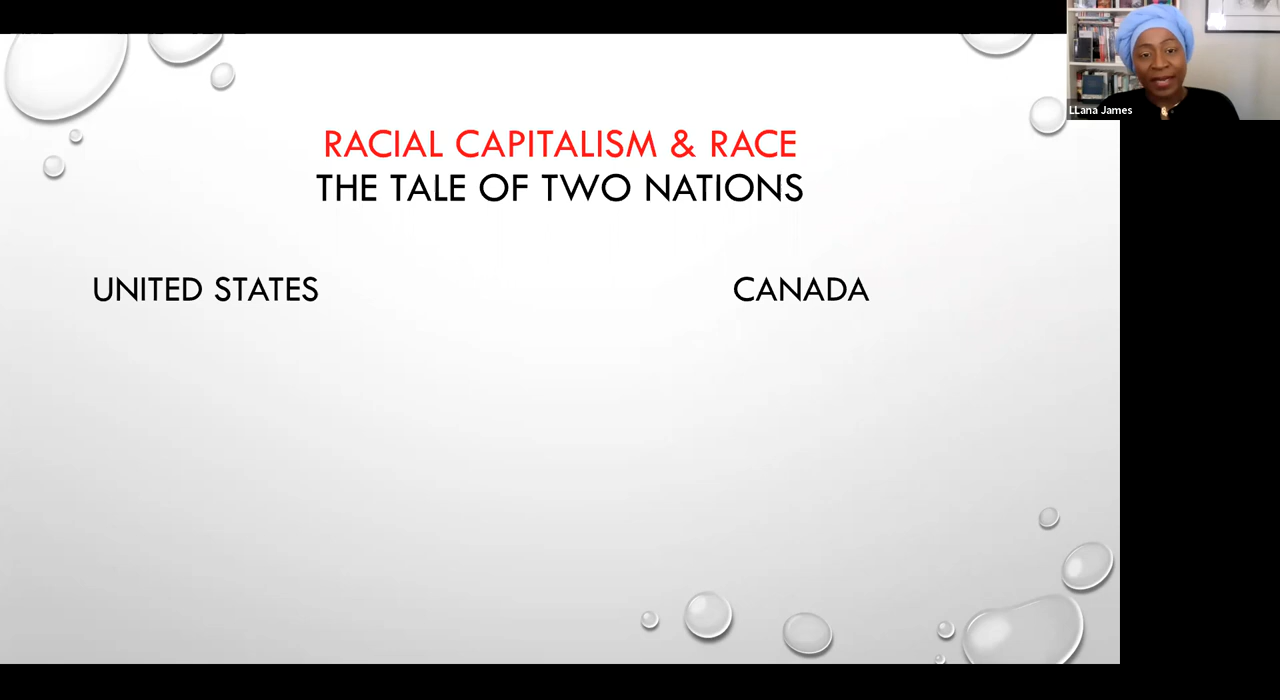 RACIAL CAPITALISM & RACE
THE TALE OF TWO NATIONS
UNITED STATES
CANADA
LLana James